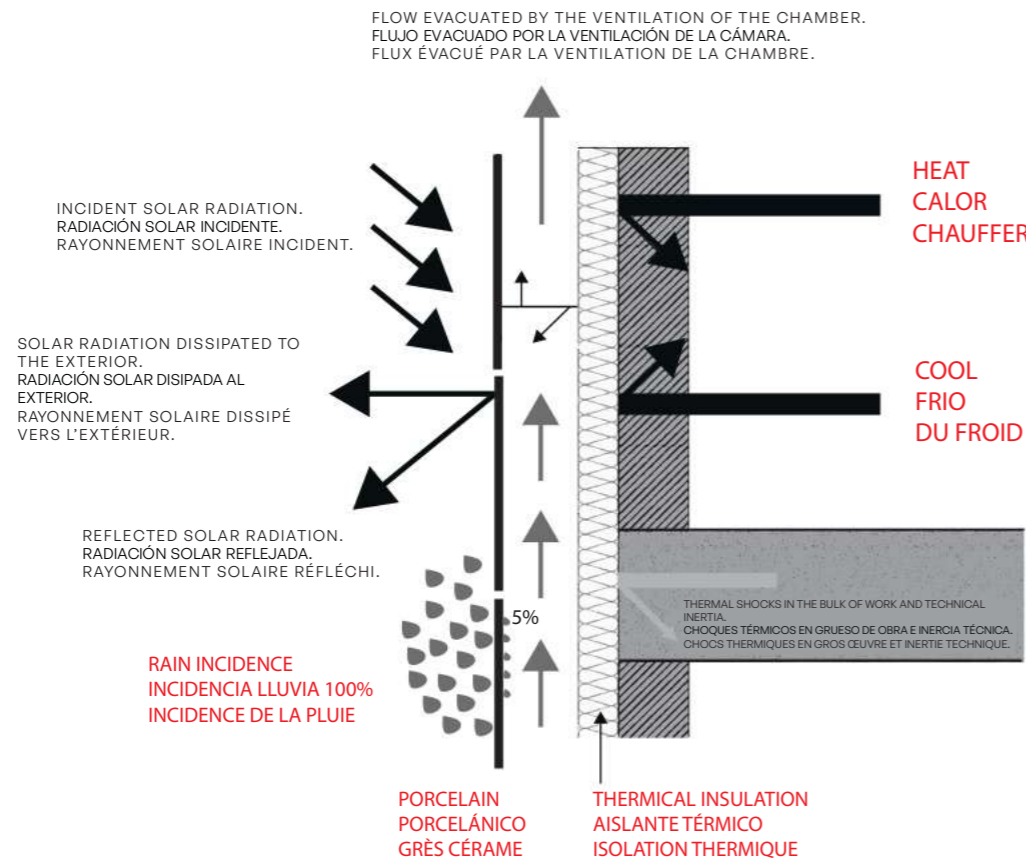 FLOW EVACUATED BY THE VENTILATION OF THE CHAMBER.
FLUJO EVACUADO POR LA VENTILACIÓN DE LA CÁMARA.
FLUX ÉVACUÉ PAR LA VENTILATION DE LA CHAMBRE.
INCIDENT SOLAR RADIATION.
RADIACIÓN SOLAR INCIDENTE.
RAYONNEMENT SOLAIRE INCIDENT.
HEAT
CALOR
CHAUFFER
SOLAR RADIATION DISSIPATED TO
THE EXTERIOR.
RADIACIÓN SOLAR DISIPADA AL
EXTERIOR.
RAYONNEMENT SOLAIRE DISSIPÉ
VERS L'EXTÉRIEUR.
COOL
FRIO
DU FROID
REFLECTED SOLAR RADIATION.
RADIACIÓN SOLAR REFLEJADA.
RAYONNEMENT SOLAIRE RÉFLÉCHI.
5%
THERMAL SHOCKS IN THE BULK OF WORK AND TECHNICAL
INERTIA.
CHOQUES TÉRMICOS EN GRUESO DE OBRA E INERCIA TÉCNICA.
CHOCS THERMIQUES EN GROS ŒUVRE ET INERTIE TECHNIQUE.
RAIN INCIDENCE
INCIDENCIA LLUVIA 100%
INCIDENCE DE LA PLUIE
PORCELAIN
PORCELÁNICO
GRÈS CÉRAME
THERMICAL INSULATION
AISLANTE TÉRMICO
ISOLATION THERMIQUE